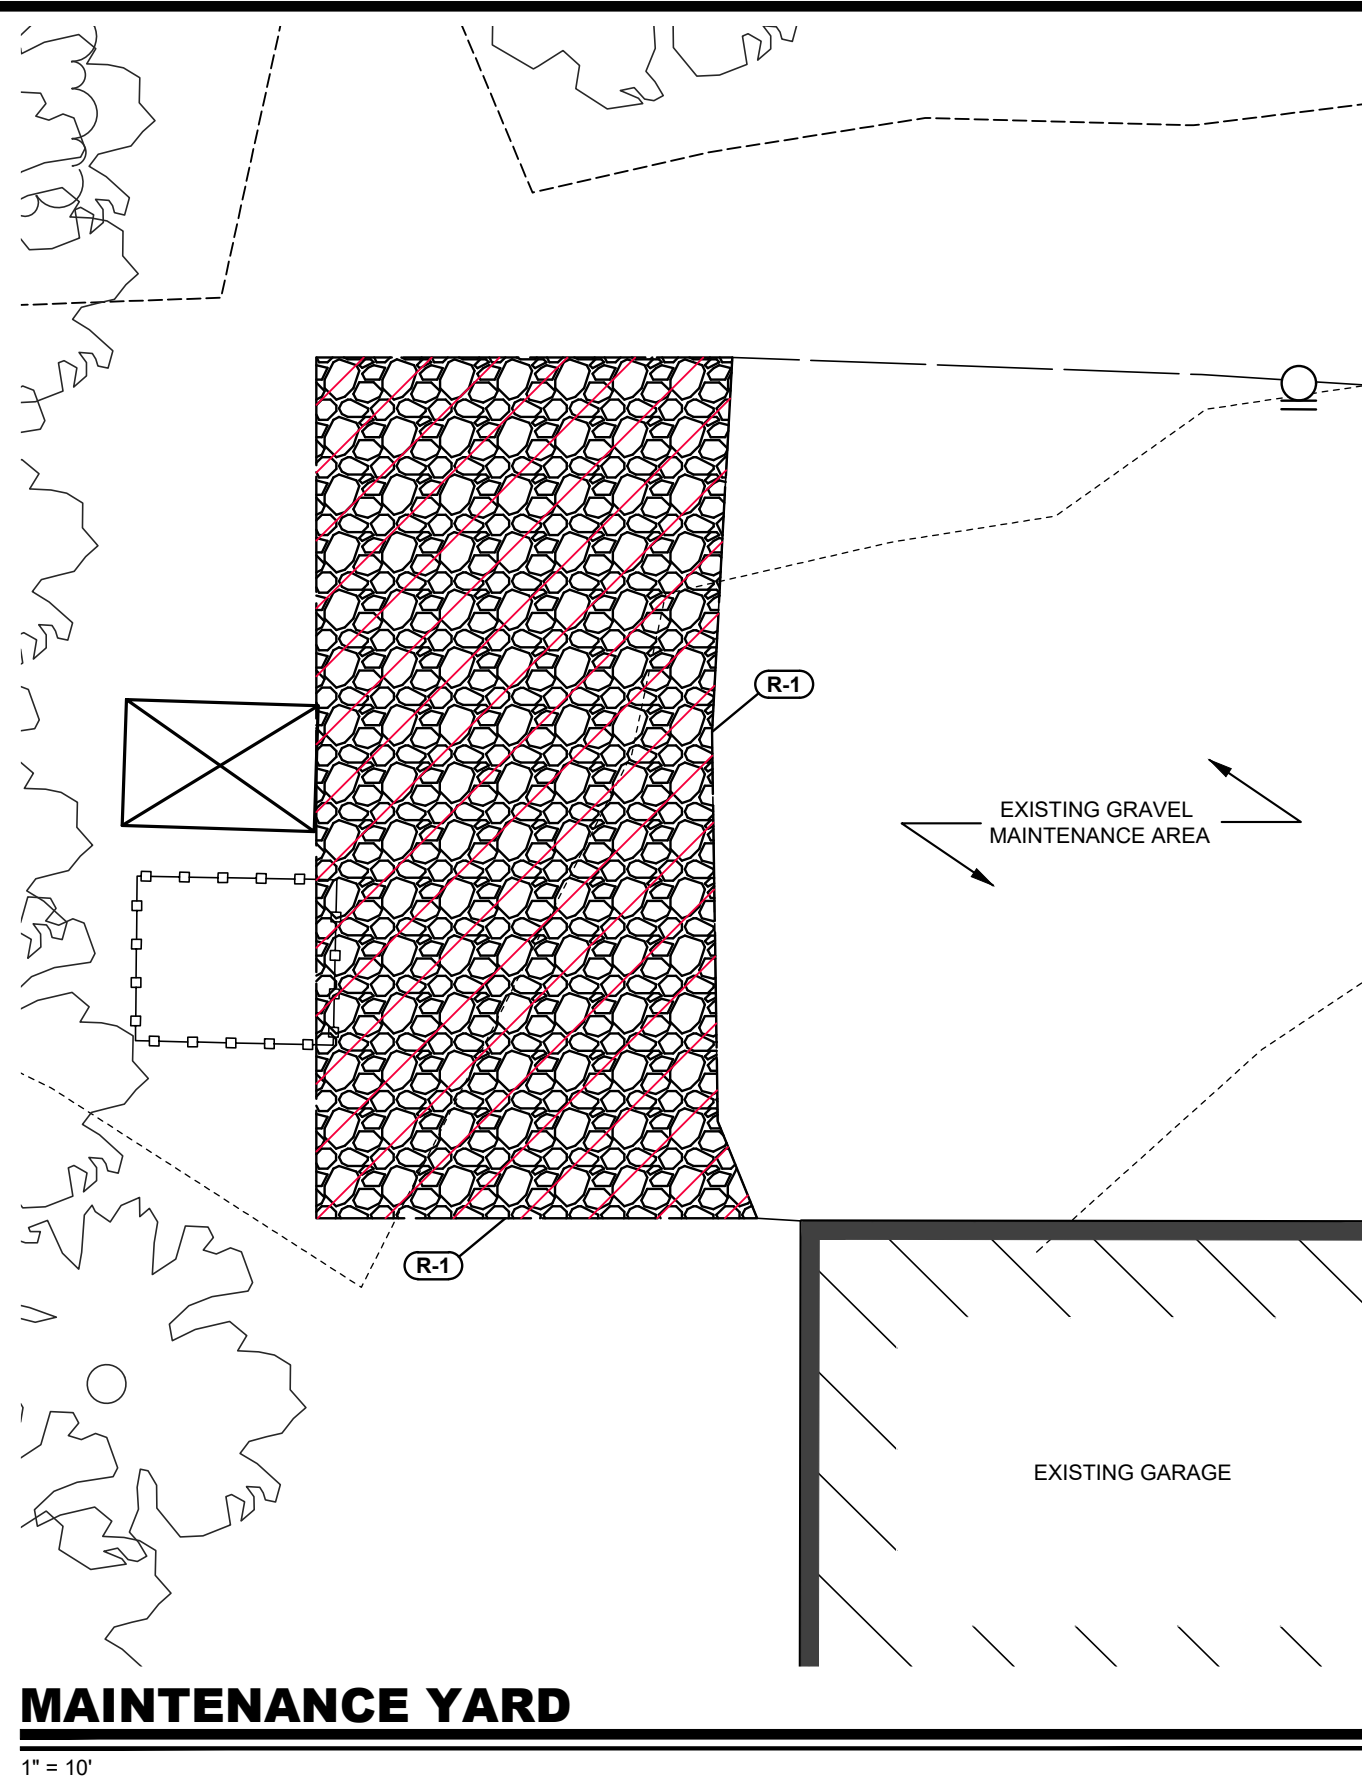 R-1
EXISTING GRAVEL
MAINTENANCE AREA
R-1
EXISTING GARAGE
MAINTENANCE YARD
1" = 10'